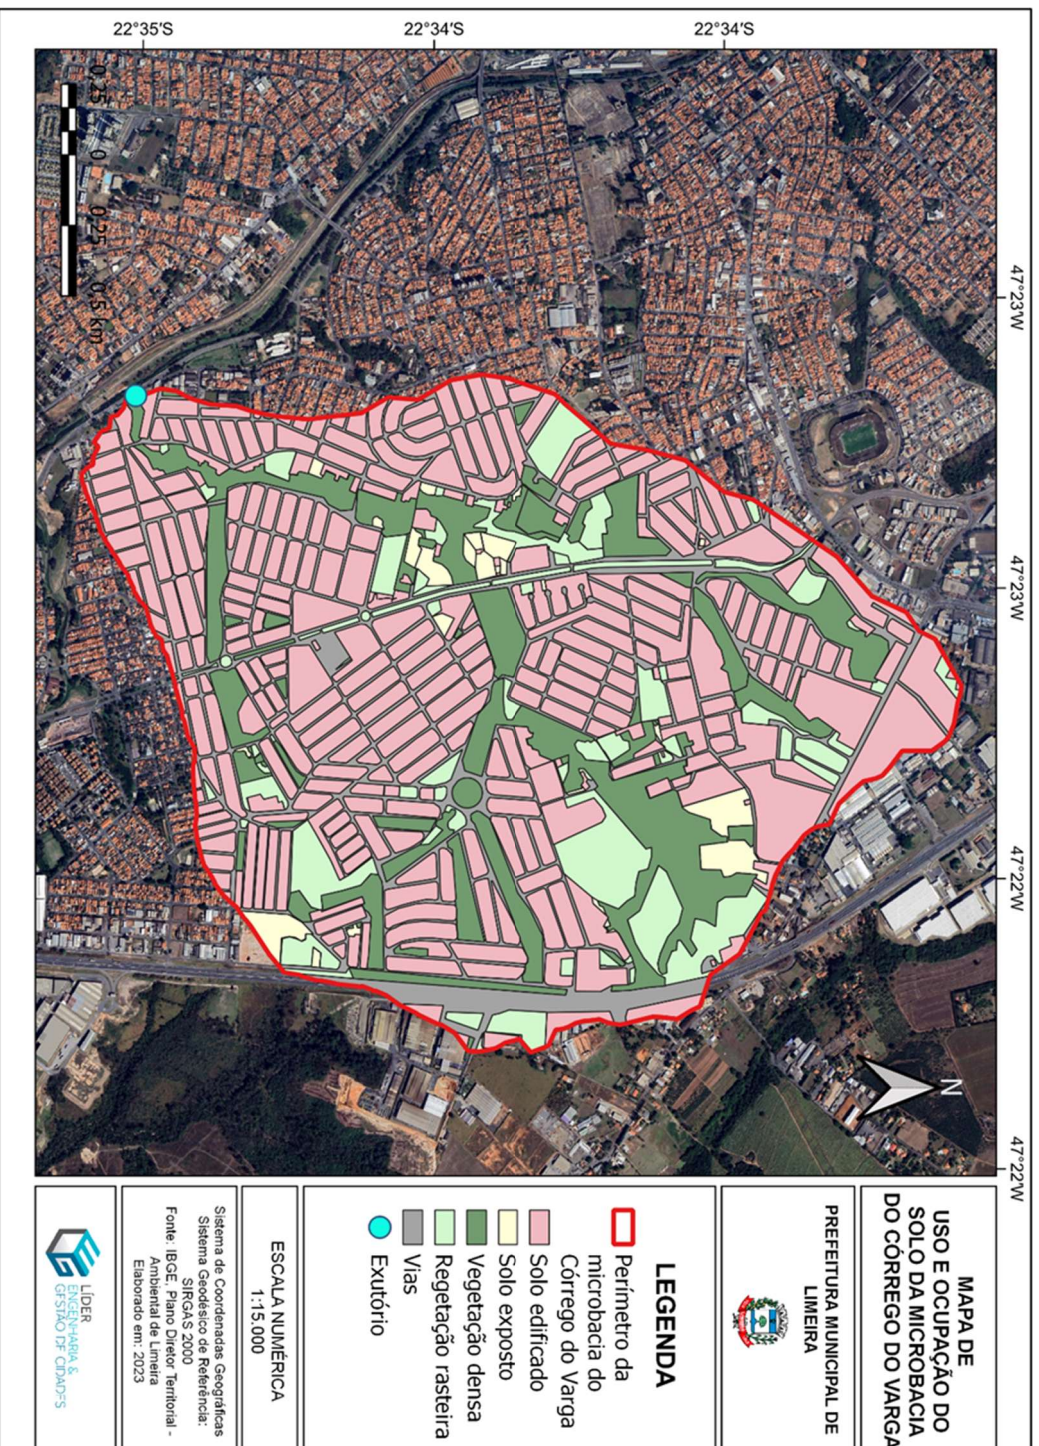 MAPA DE
USO E OCUPAÇÃO DO
SOLO DA MICROBACIA
DO CÓRREGO DO VARGA
PREFEITURA MUNICIPAL DE
LIMEIRA
LEGENDA
Perímetro da
microbacia do
Córrego do Varga
Solo edificado
Solo exposto
Vegetação densa
Regetação rasteira
Vias
Exutório
ESCALA NUMÉRICA
1:15.000
Sistema de Coordenadas Geográficas
Sistema Geodésico de Referência:
SIRGAS 2000
Fonte: IBGE, Plano Diretor Territorial -
Ambiental de Limeira
Elaborado em: 2023
LÍDER
ENGENHARIA &
GESTÃO DE CIDADES
47°23'W
47°23'W
47°22'W
47°22'W
22°34'S
22°34'S
22°35'S
N
0,25 0 0,25 0,5 km